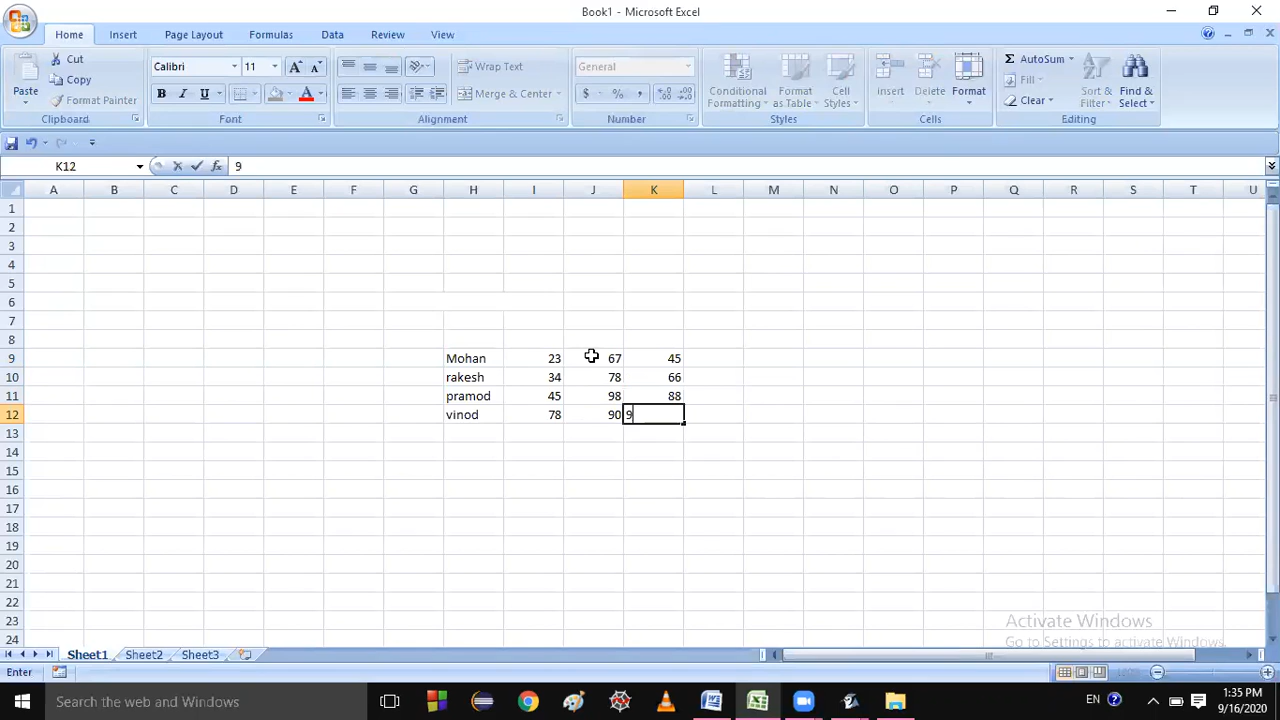 Book1 - Microsoft Excel
Home Insert Page Layout Formulas Data Review View
Paste Cut Copy Format Painter Clipboard
Calibri 11 A A B I U A Font
Wrap Text Merge & Center Alignment
General $ % , Number
Conditional Formatting Format as Table Cell Styles Styles
Insert Delete Format Cells
Σ AutoSum Fill Clear Sort & Filter Find & Select Editing
K12 fx 9
A B C D E F G H I J K L M N O P Q R S T U
1
2
3
4
5
6
7
8
9 Mohan 23 67 45
10 rakesh 34 78 66
11 pramod 45 98 88
12 vinod 78 90 9
13
14
15
16
17
18
19
20
21
22
23
24
Activate Windows
Go to Settings to activate Windows.
Sheet1 Sheet2 Sheet3
Enter
Search the web and Windows
EN 1:35 PM
9/16/2020